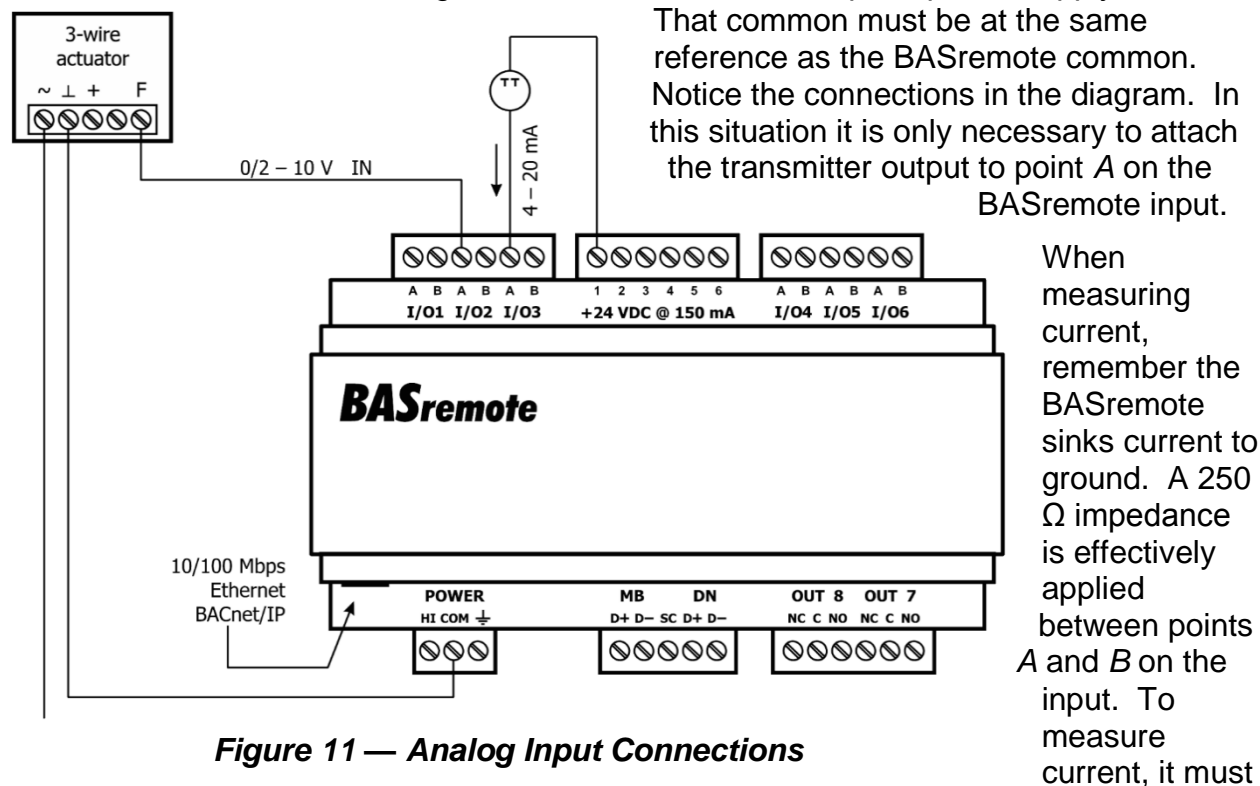 That common must be at the same
reference as the BASremote common.
Notice the connections in the diagram. In
this situation it is only necessary to attach
the transmitter output to point A on the
BASremote input.
When
measuring
current,
remember the
BASremote
sinks current to
ground. A 250
Ω impedance
is effectively
applied
between points
A and B on the
input. To
measure
current, it must
3-wire
actuator
~ ⊥ + F
TT
0/2 – 10 V IN
4 – 20 mA
A B A B A B
I/O1 I/O2 I/O3
1 2 3 4 5 6
+24 VDC @ 150 mA
A B A B A B
I/O4 I/O5 I/O6
BASremote
10/100 Mbps
Ethernet
BACnet/IP
POWER
HI COM ⏚
MB DN
D+ D– SC D+ D–
OUT 8 OUT 7
NC C NO NC C NO
Figure 11 — Analog Input Connections